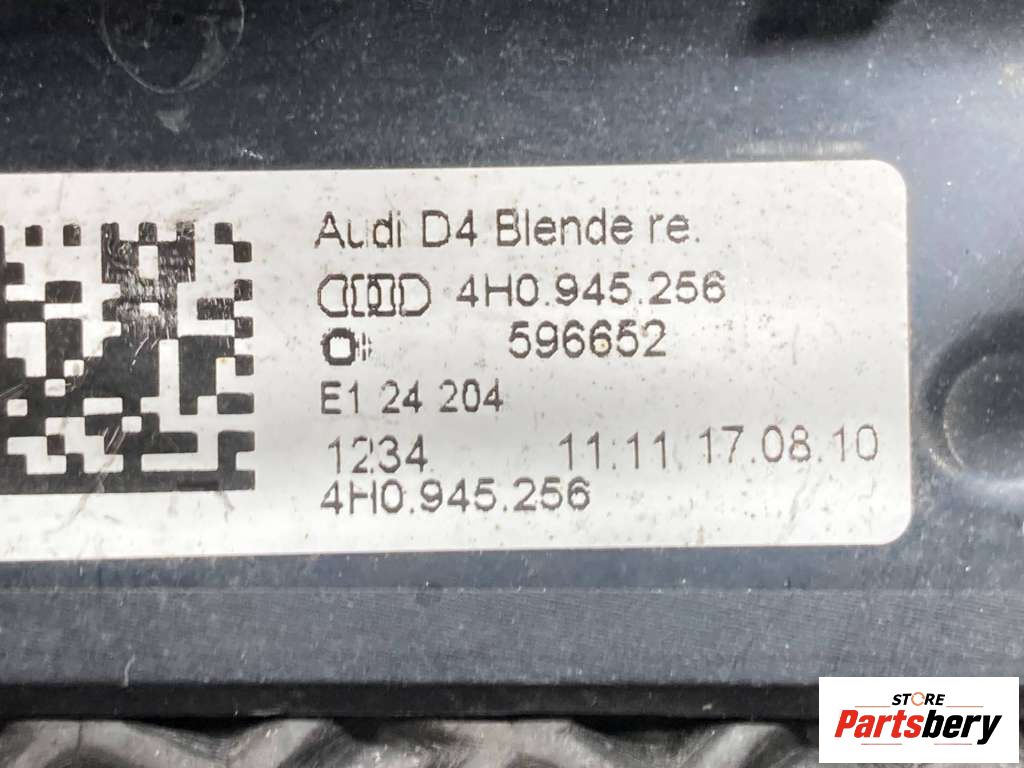 Audi D4 Blende re.
4H0.945.256
596652
E1 24 204
1234 11:11 17.08.10
4H0.945.256
STORE
Partsbery